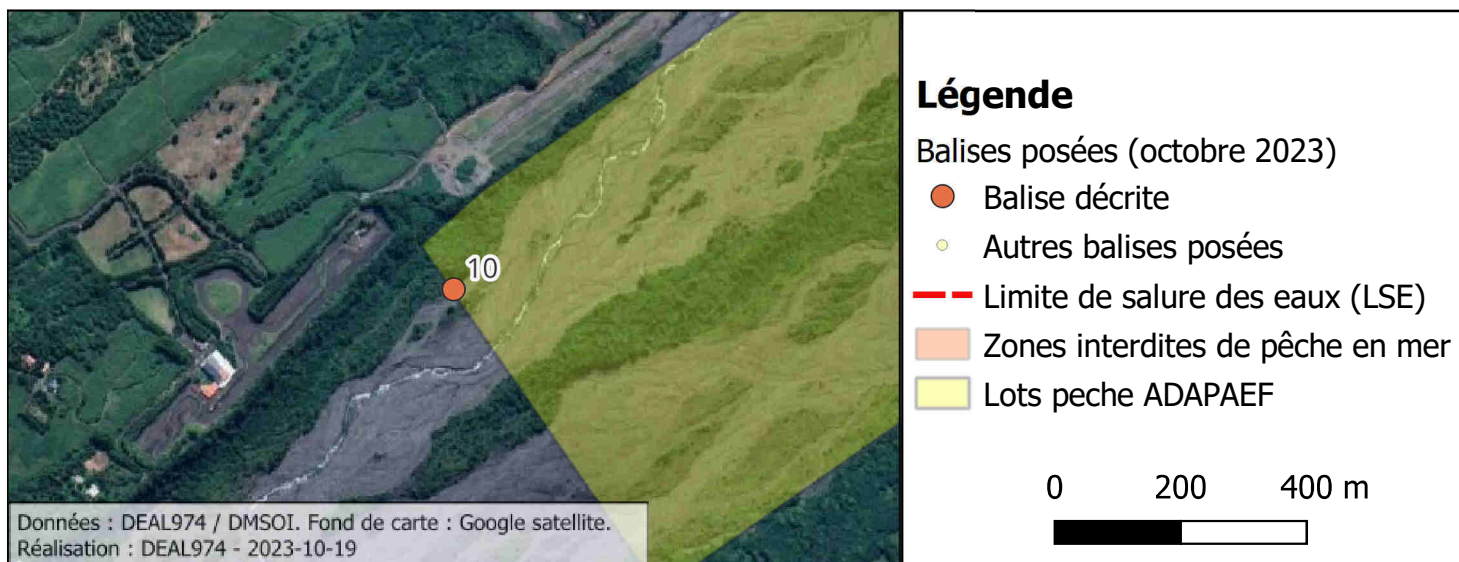 10
Données : DEAL974 / DMSOI. Fond de carte : Google satellite.
Réalisation : DEAL974 - 2023-10-19
Légende
Balises posées (octobre 2023)
Balise décrite
Autres balises posées
Limite de salure des eaux (LSE)
Zones interdites de pêche en mer
Lots peche ADAPAEF
0 200 400 m